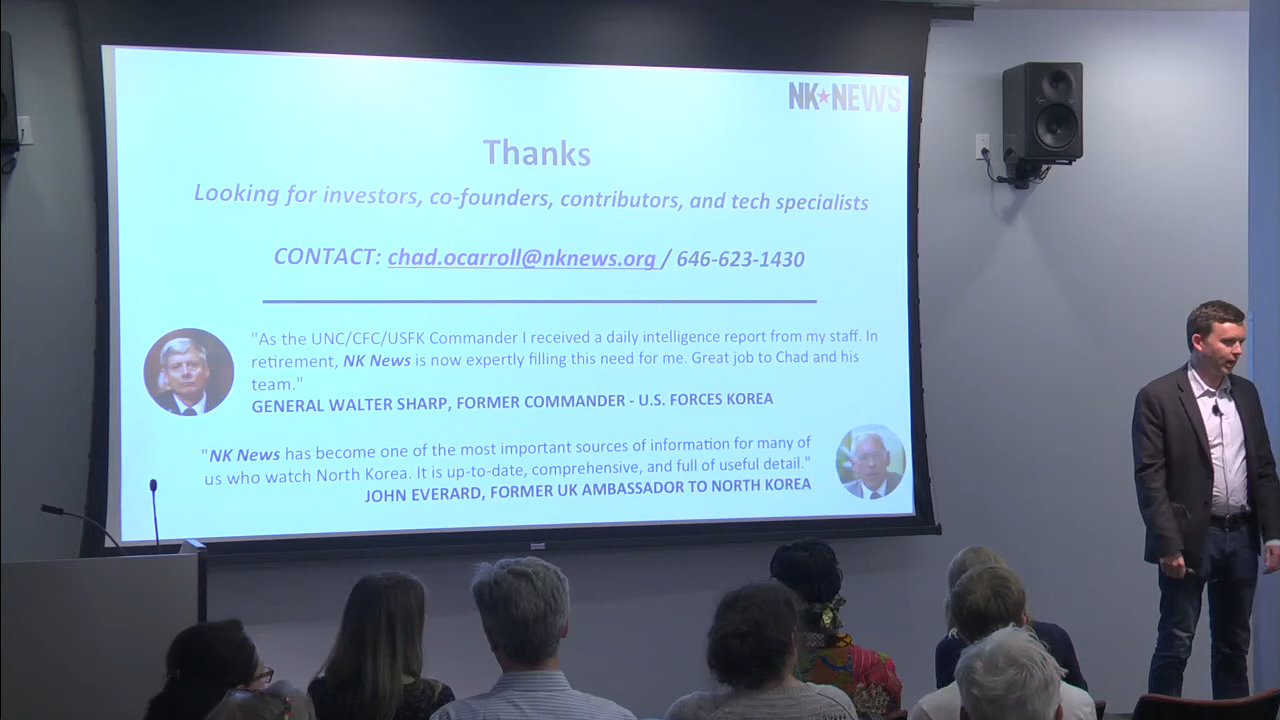 NK★NEWS
Thanks
Looking for investors, co-founders, contributors, and tech specialists
CONTACT: chad.ocarroll@nknews.org / 646-623-1430
"As the UNC/CFC/USFK Commander I received a daily intelligence report from my staff. In
retirement, NK News is now expertly filling this need for me. Great job to Chad and his
team."
GENERAL WALTER SHARP, FORMER COMMANDER - U.S. FORCES KOREA
"NK News has become one of the most important sources of information for many of
us who watch North Korea. It is up-to-date, comprehensive, and full of useful detail."
JOHN EVERARD, FORMER UK AMBASSADOR TO NORTH KOREA